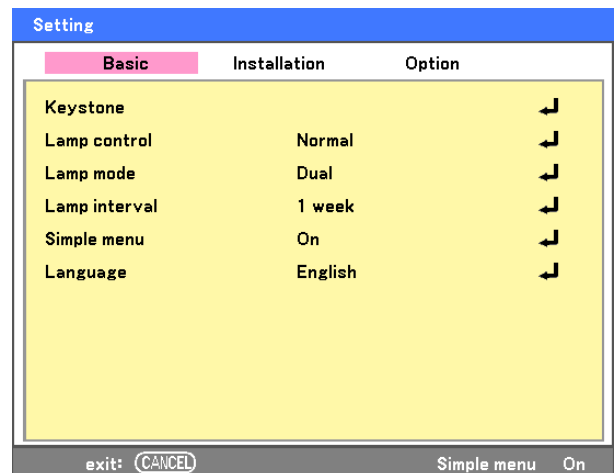 Setting
Basic Installation Option
Keystone
Lamp control Normal
Lamp mode Dual
Lamp interval 1 week
Simple menu On
Language English
exit: CANCEL Simple menu On